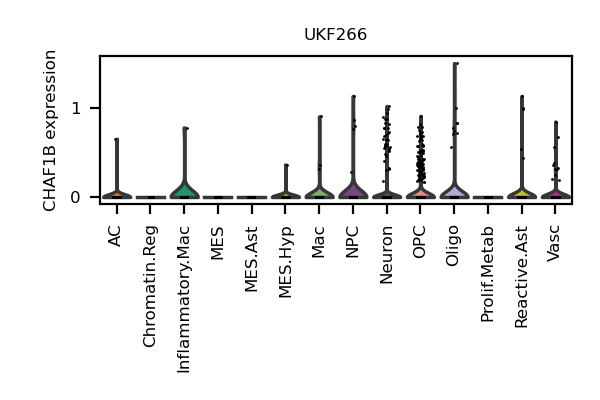 UKF266
CHAF1B expression
1
0
AC
Chromatin.Reg
Inflammatory.Mac
MES
MES.Ast
MES.Hyp
Mac
NPC
Neuron
OPC
Oligo
Prolif.Metab
Reactive.Ast
Vasc